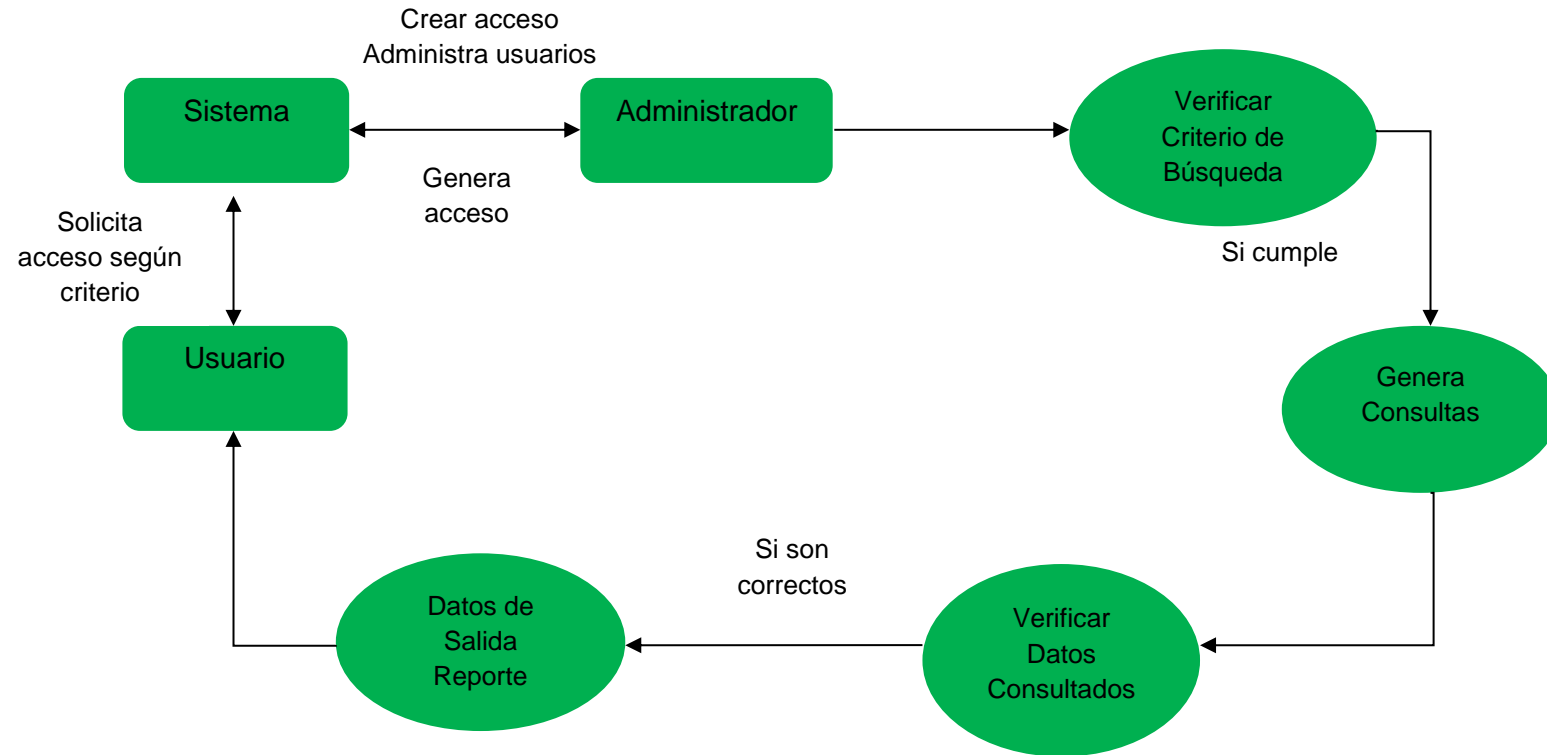 Crear acceso
Administra usuarios
Sistema
Administrador
Verificar
Criterio de
Búsqueda
Genera
acceso
Solicita
acceso según
criterio
Si cumple
Usuario
Genera
Consultas
Si son
correctos
Datos de
Salida
Reporte
Verificar
Datos
Consultados